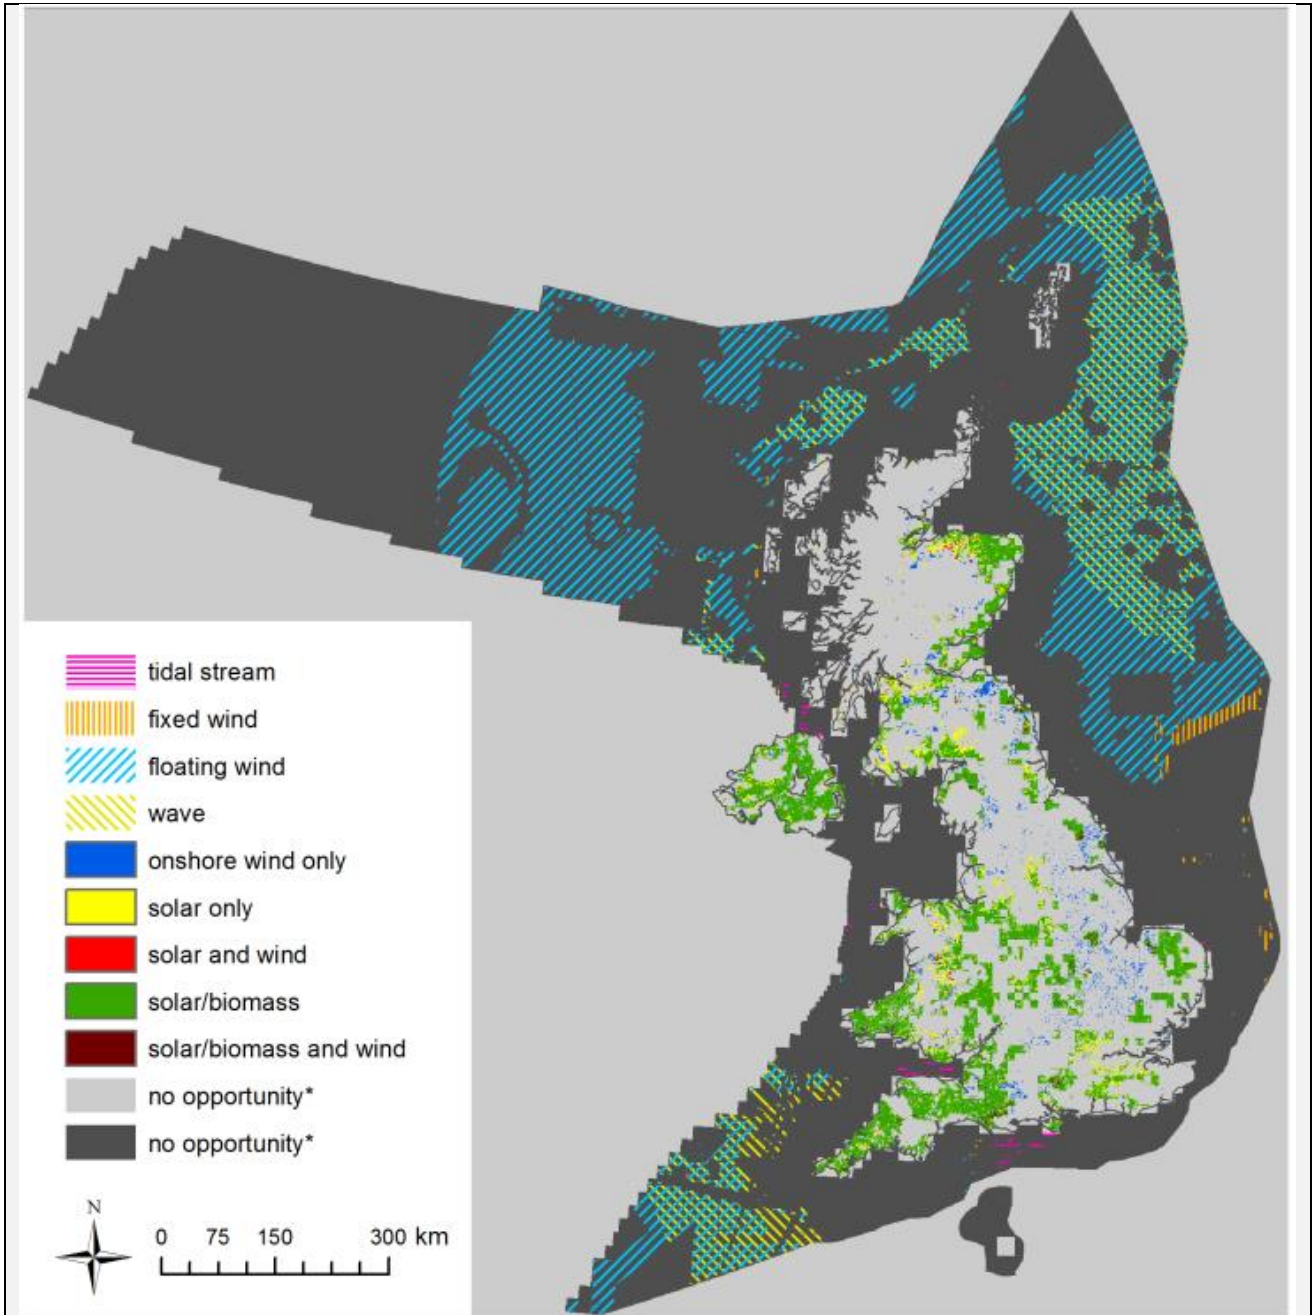 tidal stream
fixed wind
floating wind
wave
onshore wind only
solar only
solar and wind
solar/biomass
solar/biomass and wind
no opportunity*
no opportunity*
N
0 75 150 300 km